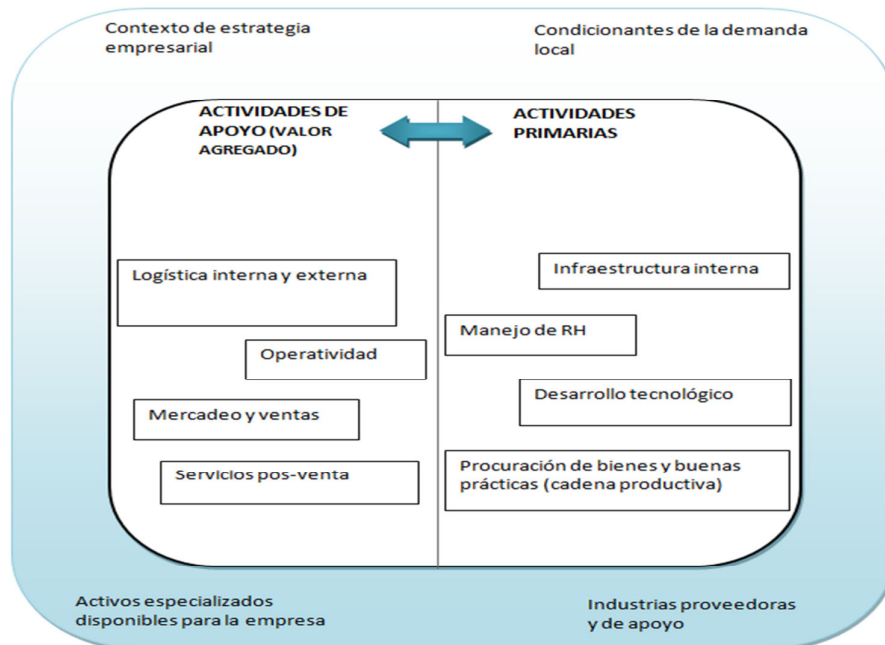 Contexto de estrategia
empresarial
Condicionantes de la demanda
local
ACTIVIDADES DE
APOYO (VALOR
AGREGADO)
ACTIVIDADES
PRIMARIAS
Logística interna y externa
Operatividad
Mercadeo y ventas
Servicios pos-venta
Infraestructura interna
Manejo de RH
Desarrollo tecnológico
Procuración de bienes y buenas
prácticas (cadena productiva)
Activos especializados
disponibles para la empresa
Industrias proveedoras
y de apoyo